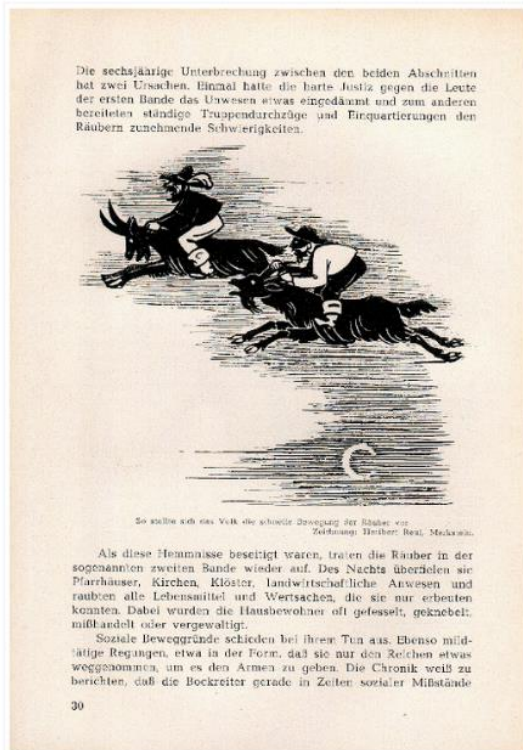 Die sechsjährige Unterbrechung zwischen den beiden Abschnitten
hat zwei Ursachen. Einmal hatte die harte Justiz gegen die Leute
der ersten Bande das Unwesen etwas eingedämmt und zum anderen
bereiteten ständige Truppendurchzüge und Einquartierungen den
Räubern zunehmende Schwierigkeiten.
So stellte sich das Volk die schnelle Bewegung der Räuber vor
Zeichnung: Heribert
Als diese Hemmnisse beseitigt waren, traten die Räuber in der
sogenannten zweiten Bande wieder auf. Des Nachts überfielen sie
Pfarrhäuser, Kirchen, Klöster, landwirtschaftliche Anwesen und
raubten alle Lebensmittel und Wertsachen, die sie nur erbeuten
konnten. Dabei wurden die Hausbewohner oft gefesselt, geknebelt,
mißhandelt oder vergewaltigt.
Soziale Beweggründe schieden bei ihrem Tun aus. Ebenso mild-
tätige Regungen, etwa in der Form, daß sie nur den Reichen etwas
weggenommen, um es den Armen zu geben. Die Chronik weiß zu
berichten, daß die Bockreiter gerade in Zeiten sozialer Mißstände
30